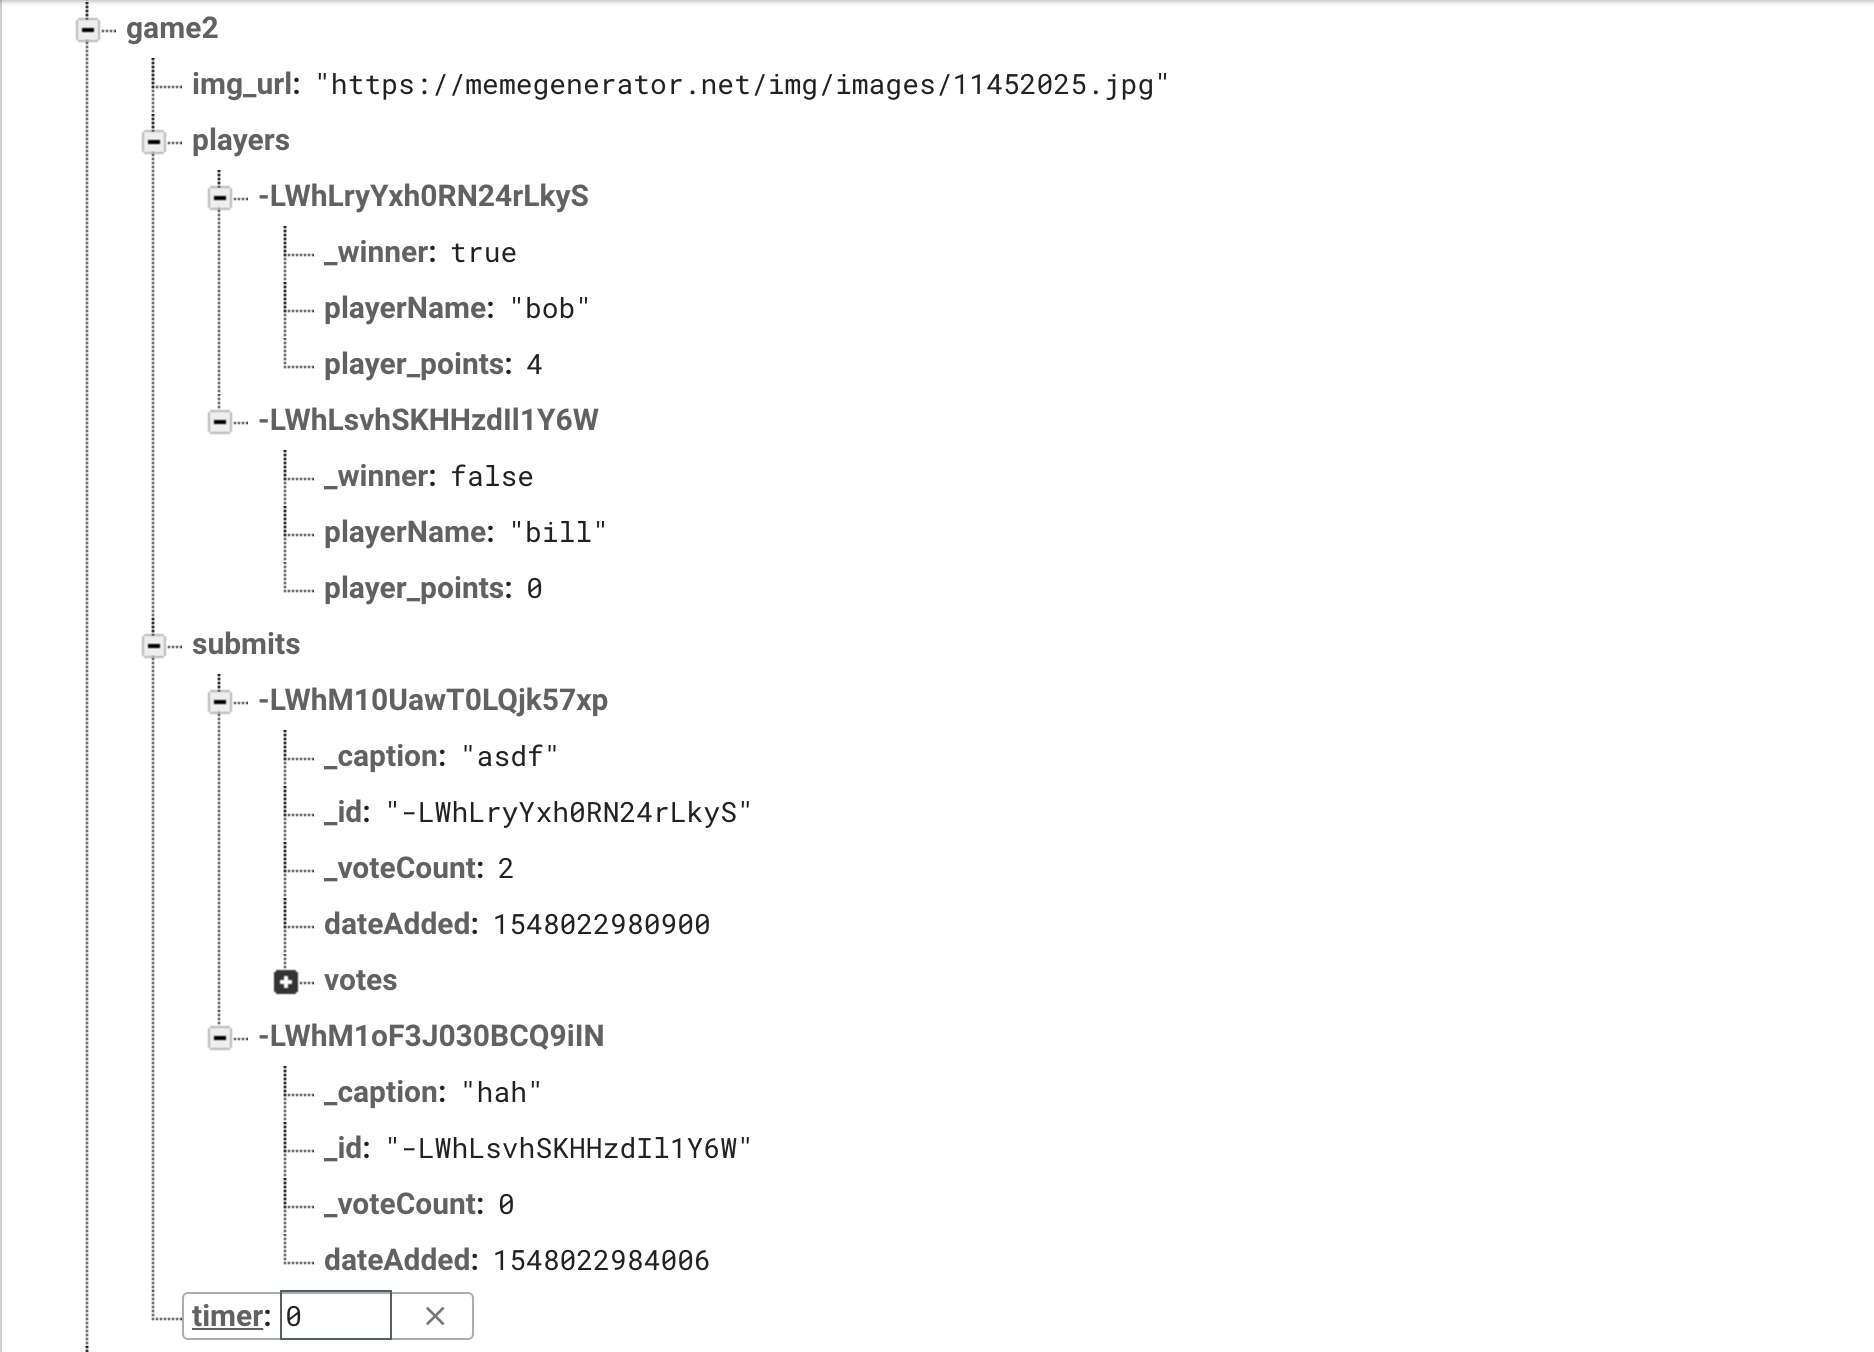 game2
img_url: "https://memegenerator.net/img/images/11452025.jpg"
players
-LWhLryYxh0RN24rLkyS
_winner: true
playerName: "bob"
player_points: 4
-LWhLsvhSKHHzdIl1Y6W
_winner: false
playerName: "bill"
player_points: 0
submits
-LWhM10UawT0LQjk57xp
_caption: "asdf"
_id: "-LWhLryYxh0RN24rLkyS"
_voteCount: 2
dateAdded: 1548022980900
votes
-LWhM1oF3J030BCQ9iIN
_caption: "hah"
_id: "-LWhLsvhSKHHzdIl1Y6W"
_voteCount: 0
dateAdded: 1548022984006
timer: 0